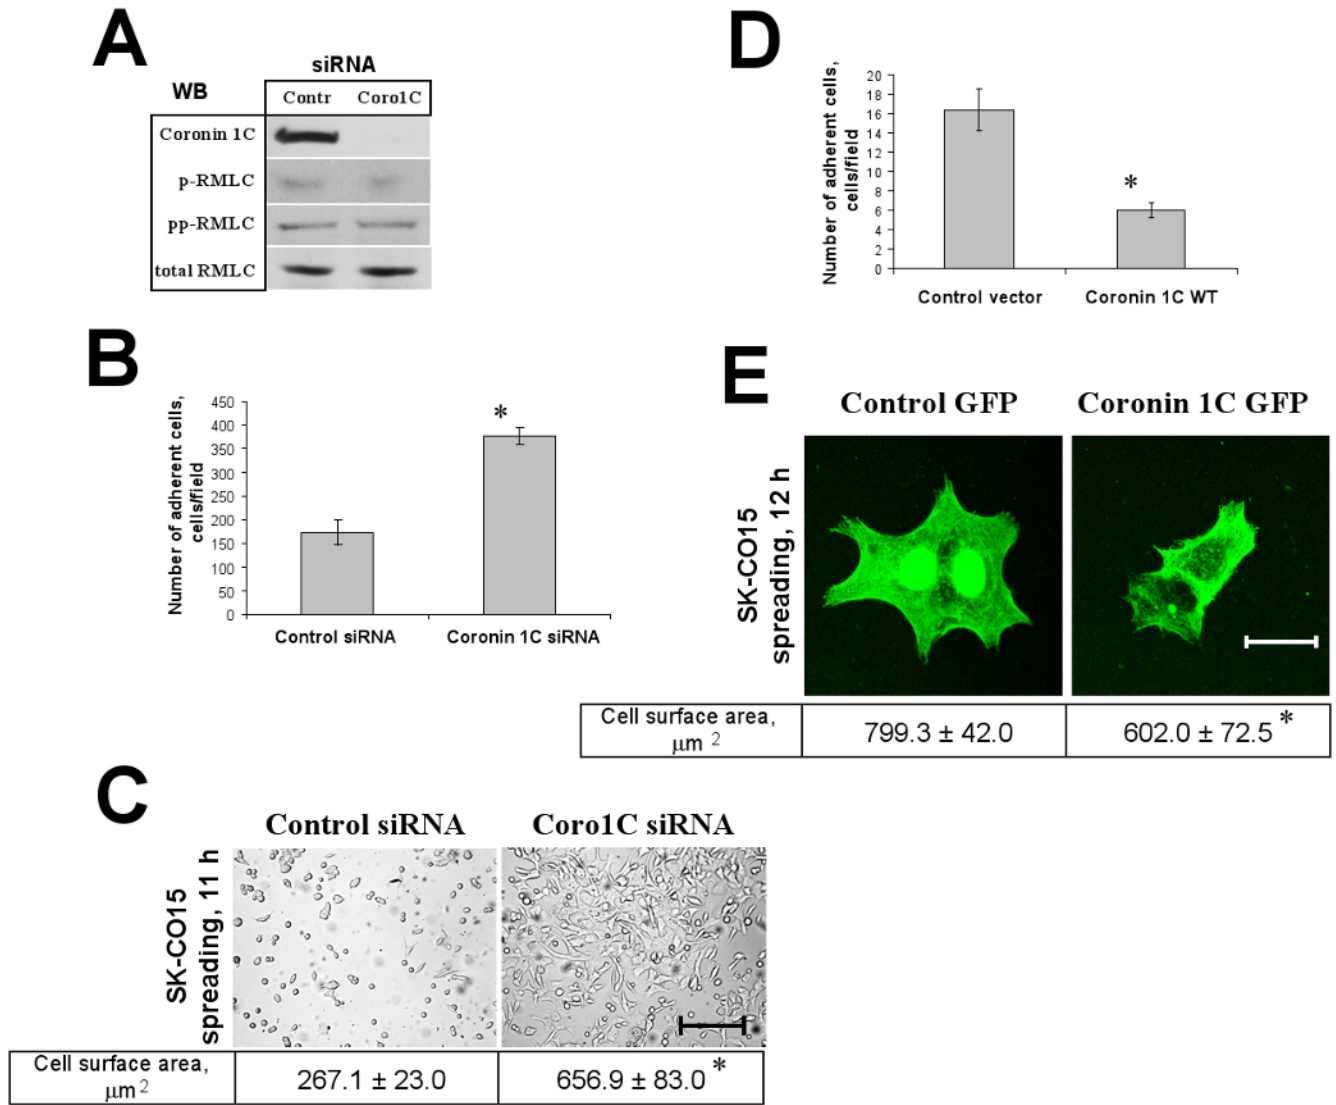 A
siRNA
WB
Contr Coro1C
Coronin 1C
p-RMLC
pp-RMLC
total RMLC
B
Number of adherent cells,
cells/field
450
400
350
300
250
200
150
100
50
0
*
Control siRNA Coronin 1C siRNA
C
Control siRNA Coro1C siRNA
SK-CO15
spreading, 11 h
Cell surface area,
µm 2
267.1 ± 23.0 656.9 ± 83.0 *
D
Number of adherent cells,
cells/field
20
18
16
14
12
10
8
6
4
2
0
*
Control vector Coronin 1C WT
E
Control GFP Coronin 1C GFP
SK-CO15
spreading, 12 h
Cell surface area,
µm 2
799.3 ± 42.0 602.0 ± 72.5 *